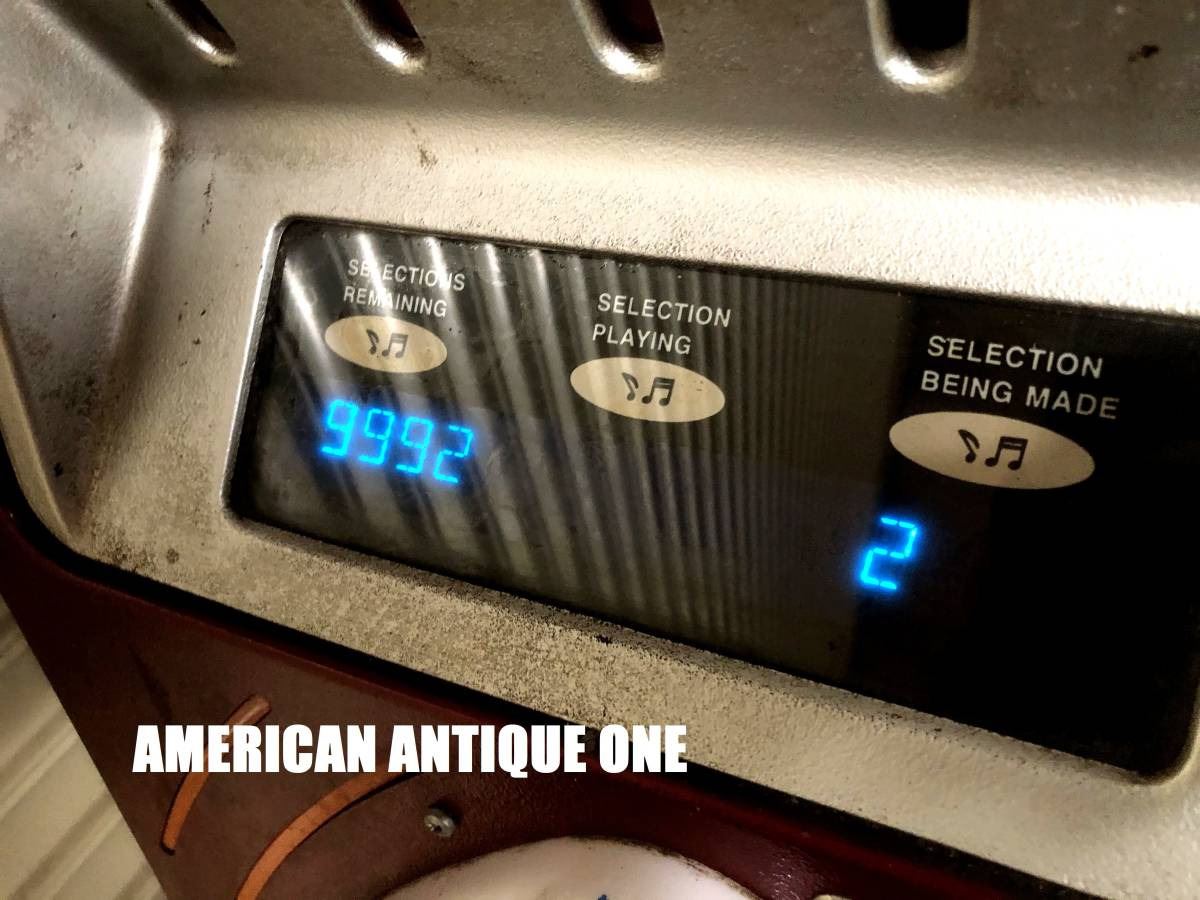 SELECTIONS
REMAINING
9992
SELECTION
PLAYING
SELECTION
BEING MADE
2
AMERICAN ANTIQUE ONE